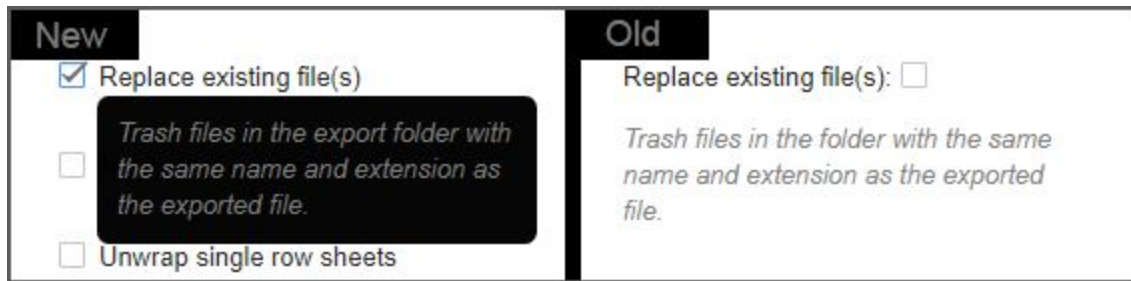 New
Replace existing file(s)
Trash files in the export folder with
the same name and extension as
the exported file.
Unwrap single row sheets
Old
Replace existing file(s):
Trash files in the folder with the same
name and extension as the exported
file.